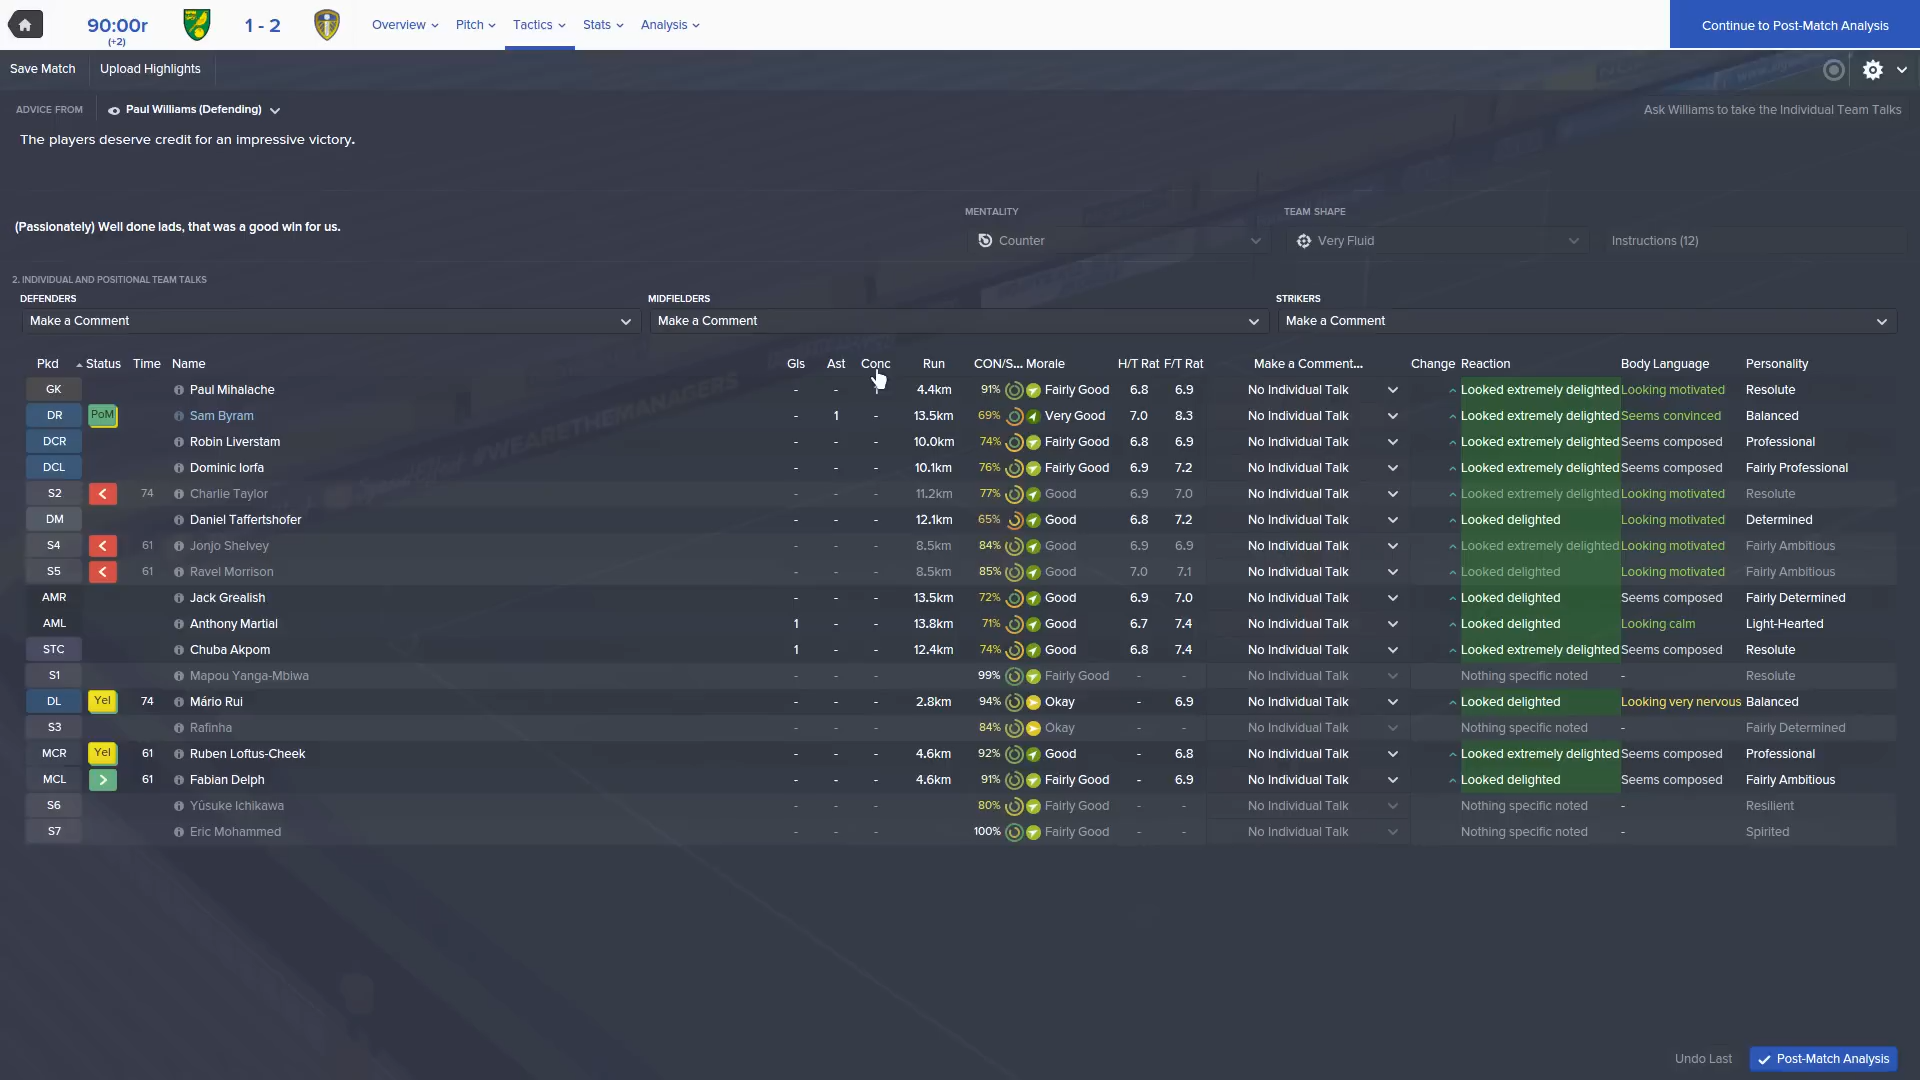 90:00r
(+2)
1 - 2
Overview Pitch Tactics Stats Analysis
Continue to Post-Match Analysis
Save Match Upload Highlights
ADVICE FROM Paul Williams (Defending)
Ask Williams to take the Individual Team Talks
The players deserve credit for an impressive victory.
MENTALITY TEAM SHAPE
(Passionately) Well done lads, that was a good win for us.
Counter Very Fluid Instructions (12)
2. INDIVIDUAL AND POSITIONAL TEAM TALKS
DEFENDERS MIDFIELDERS STRIKERS
Make a Comment Make a Comment Make a Comment
Pkd Status Time Name Gls Ast Conc Run CON/S... Morale H/T Rat F/T Rat Make a Comment... Change Reaction Body Language Personality
GK Paul Mihalache - - 4.4km 91% Fairly Good 6.8 6.9 No Individual Talk Looked extremely delighted Looking motivated Resolute
DR PoM Sam Byram - 1 - 13.5km 69% Very Good 7.0 8.3 No Individual Talk Looked extremely delighted Seems convinced Balanced
DCR Robin Liverstam - - - 10.0km 74% Fairly Good 6.8 6.9 No Individual Talk Looked extremely delighted Seems composed Professional
DCL Dominic Iorfa - - - 10.1km 76% Fairly Good 6.9 7.2 No Individual Talk Looked extremely delighted Seems composed Fairly Professional
S2 74 Charlie Taylor - - - 11.2km 77% Good 6.9 7.0 No Individual Talk Looked extremely delighted Looking motivated Resolute
DM Daniel Taffertshofer - - - 12.1km 65% Good 6.8 7.2 No Individual Talk Looked delighted Looking motivated Determined
S4 61 Jonjo Shelvey - - - 8.5km 84% Good 6.9 6.9 No Individual Talk Looked extremely delighted Looking motivated Fairly Ambitious
S5 61 Ravel Morrison - - - 8.5km 85% Good 7.0 7.1 No Individual Talk Looked delighted Looking motivated Fairly Ambitious
AMR Jack Grealish - - - 13.5km 72% Good 6.9 7.0 No Individual Talk Looked delighted Seems composed Fairly Determined
AML Anthony Martial 1 - - 13.8km 71% Good 6.7 7.4 No Individual Talk Looked delighted Looking calm Light-Hearted
STC Chuba Akpom 1 - - 12.4km 74% Good 6.8 7.4 No Individual Talk Looked extremely delighted Seems composed Resolute
S1 Mapou Yanga-Mbiwa - - - 99% Fairly Good - - No Individual Talk Nothing specific noted - Resolute
DL Yel 74 Mário Rui - - - 2.8km 94% Okay - 6.9 No Individual Talk Looked delighted Looking very nervous Balanced
S3 Rafinha - - - 84% Okay - - No Individual Talk Nothing specific noted - Fairly Determined
MCR Yel 61 Ruben Loftus-Cheek - - - 4.6km 92% Good - 6.8 No Individual Talk Looked extremely delighted Seems composed Professional
MCL 61 Fabian Delph - - - 4.6km 91% Fairly Good - 6.9 No Individual Talk Looked delighted Seems composed Fairly Ambitious
S6 Yūsuke Ichikawa - - - 80% Fairly Good - - No Individual Talk Nothing specific noted - Resilient
S7 Eric Mohammed - - - 100% Fairly Good - - No Individual Talk Nothing specific noted - Spirited
#WEARETHEMANAGERS
Undo Last Post-Match Analysis